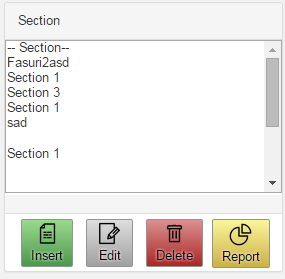 Section
-- Section--
Fasuri2asd
Section 1
Section 3
Section 1
sad
Section 1
Insert
Edit
Delete
Report